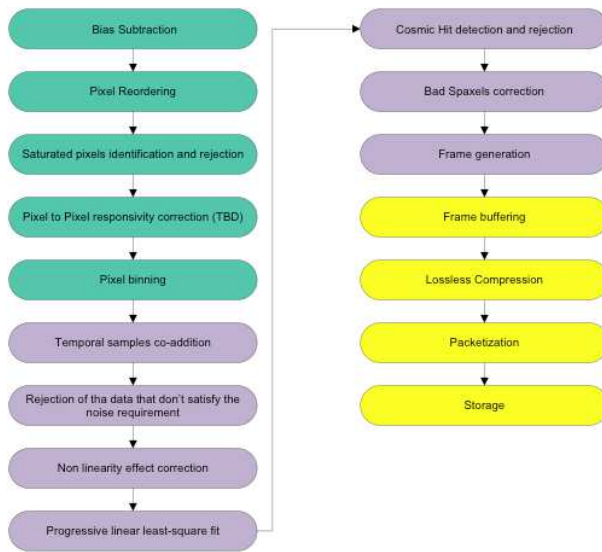 Bias Subtraction
Pixel Reordering
Saturated pixels identification and rejection
Pixel to Pixel responsivity correction (TBD)
Pixel binning
Temporal samples co-addition
Rejection of tha data that don't satisfy the
noise requirement
Non linearity effect correction
Progressive linear least-square fit
Cosmic Hit detection and rejection
Bad Spaxels correction
Frame generation
Frame buffering
Lossless Compression
Packetization
Storage